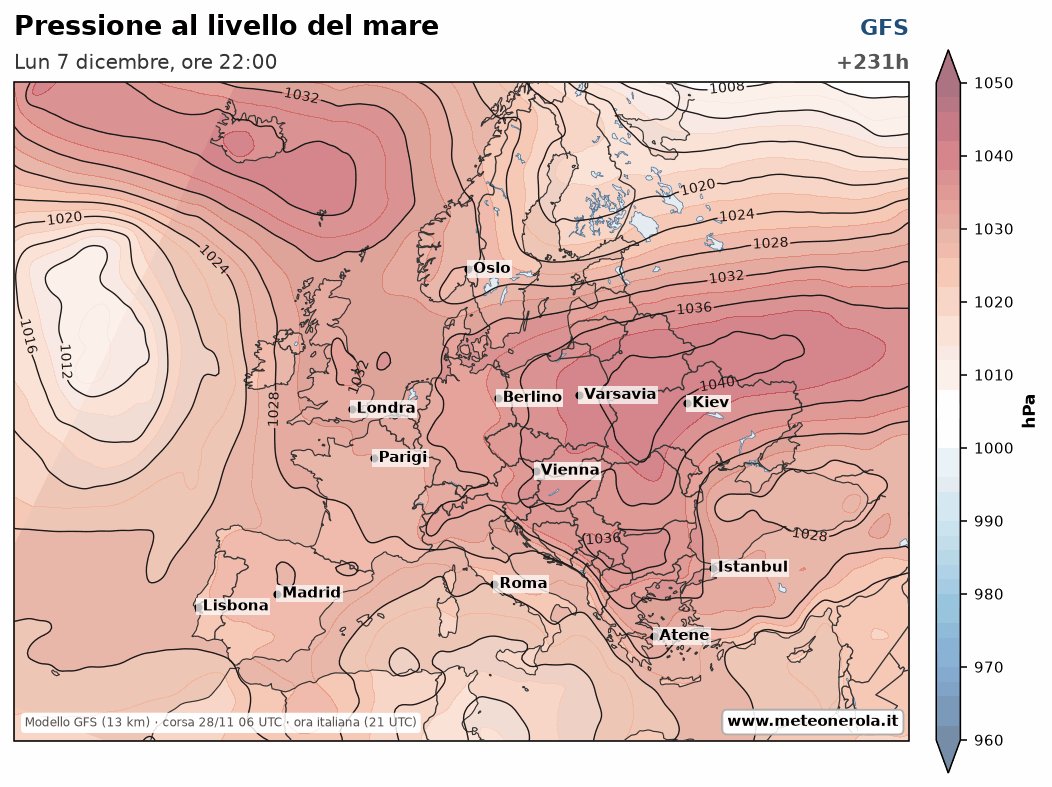 Pressione al livello del mare
GFS
Lun 7 dicembre, ore 22:00
+231h
1032
1008
1050
1040
1030
1020
1010
1000
990
980
970
960
hPa
1020
1024
1016
1012
1020
1024
1028
1032
1036
1040
1032
1028
1036
1028
Oslo
Berlino
Varsavia
Kiev
Londra
Parigi
Vienna
Istanbul
Roma
Madrid
Lisbona
Atene
B
Modello GFS (13 km) · corsa 28/11 06 UTC · ora italiana (21 UTC)
www.meteonerola.it